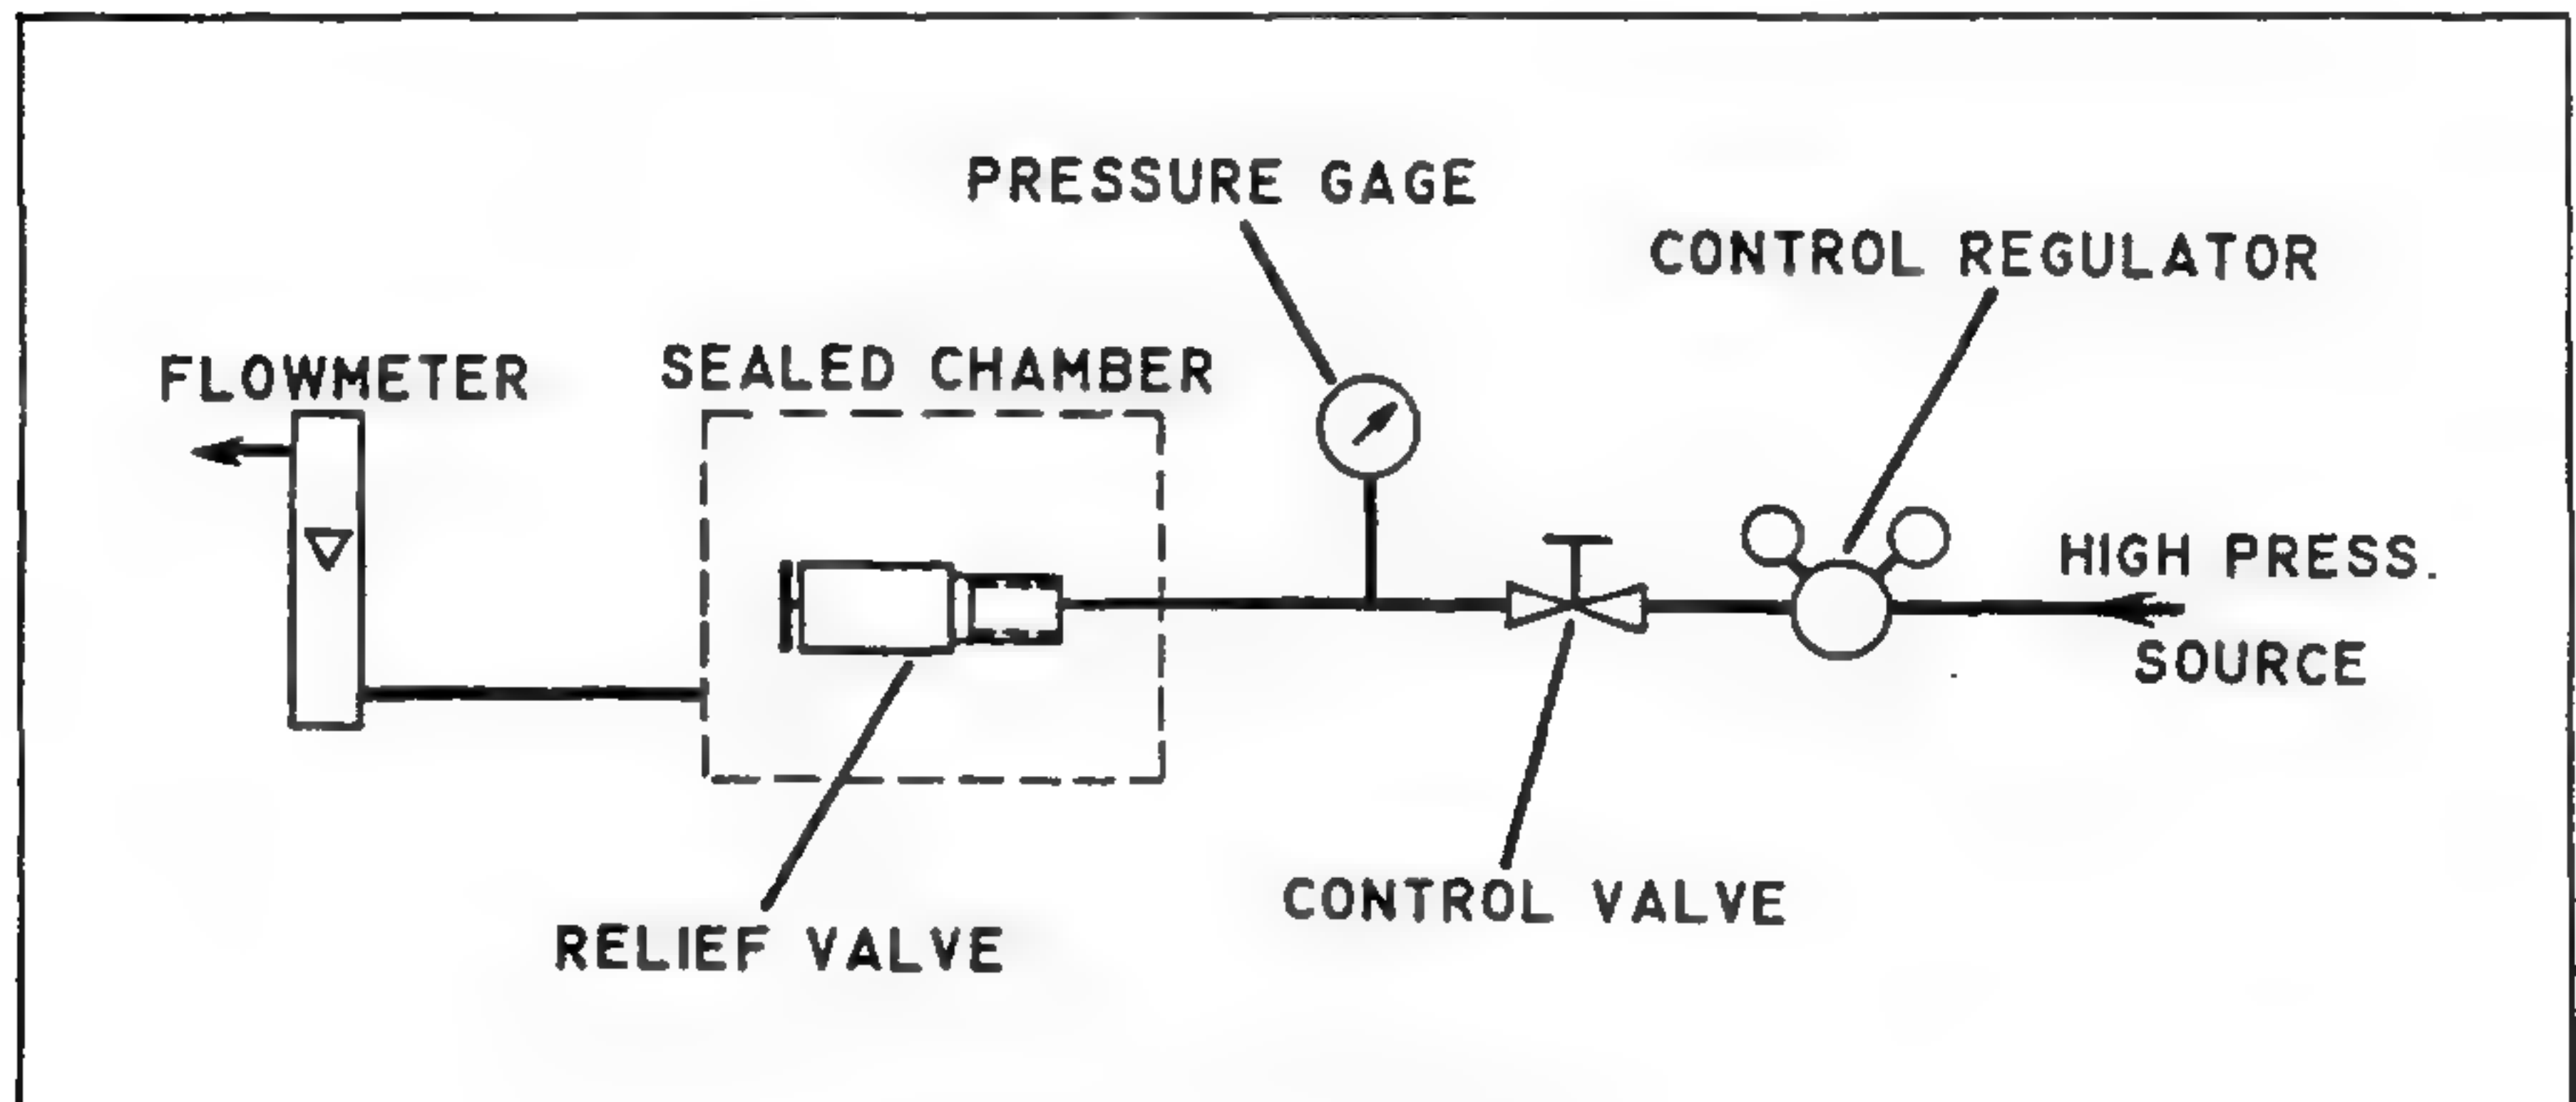 PRESSURE GAGE
CONTROL REGULATOR
FLOWMETER
SEALED CHAMBER
HIGH PRESS.
SOURCE
CONTROL VALVE
RELIEF VALVE